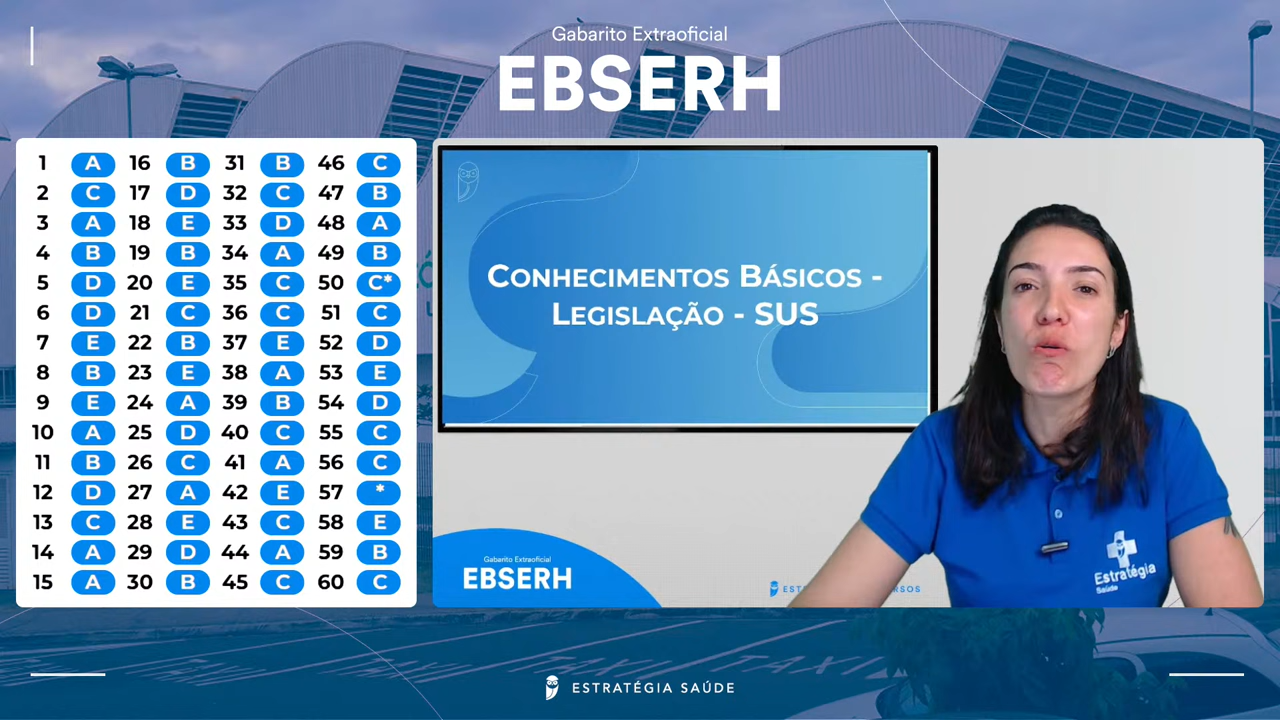 Gabarito Extraoficial
EBSERH
1 A 16 B 31 B 46 C
2 C 17 D 32 C 47 B
3 A 18 E 33 D 48 A
4 B 19 B 34 A 49 B
5 D 20 E 35 C 50 C*
6 D 21 C 36 C 51 C
7 E 22 B 37 E 52 D
8 B 23 E 38 A 53 E
9 E 24 A 39 B 54 D
10 A 25 D 40 C 55 C
11 B 26 C 41 A 56 C
12 D 27 A 42 E 57 *
13 C 28 E 43 C 58 E
14 A 29 D 44 A 59 B
15 A 30 B 45 C 60 C
CONHECIMENTOS BÁSICOS -
LEGISLAÇÃO - SUS
Gabarito Extraoficial
EBSERH
Estratégia
Saúde
ESTRATÉGIA SAÚDE